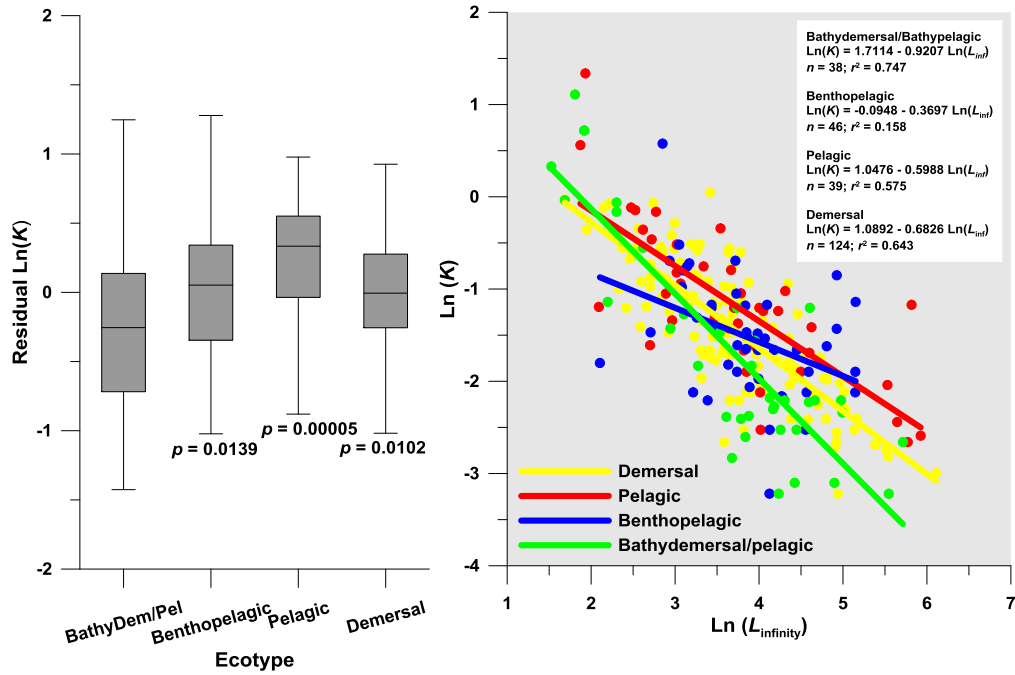 2
1
0
-1
-2
Residual Ln(K)
p = 0.0139
p = 0.00005
p = 0.0102
BathyDem/Pel
Benthopelagic
Pelagic
Demersal
Ecotype
2
1
0
-1
-2
-3
-4
Ln (K)
Bathydemersal/Bathypelagic
Ln(K) = 1.7114 - 0.9207 Ln(Linf)
n = 38; r² = 0.747
Benthopelagic
Ln(K) = -0.0948 - 0.3697 Ln(Linf)
n = 46; r² = 0.158
Pelagic
Ln(K) = 1.0476 - 0.5988 Ln(Linf)
n = 39; r² = 0.575
Demersal
Ln(K) = 1.0892 - 0.6826 Ln(Linf)
n = 124; r² = 0.643
Demersal
Pelagic
Benthopelagic
Bathydemersal/pelagic
1 2 3 4 5 6 7
Ln (Linfinity)